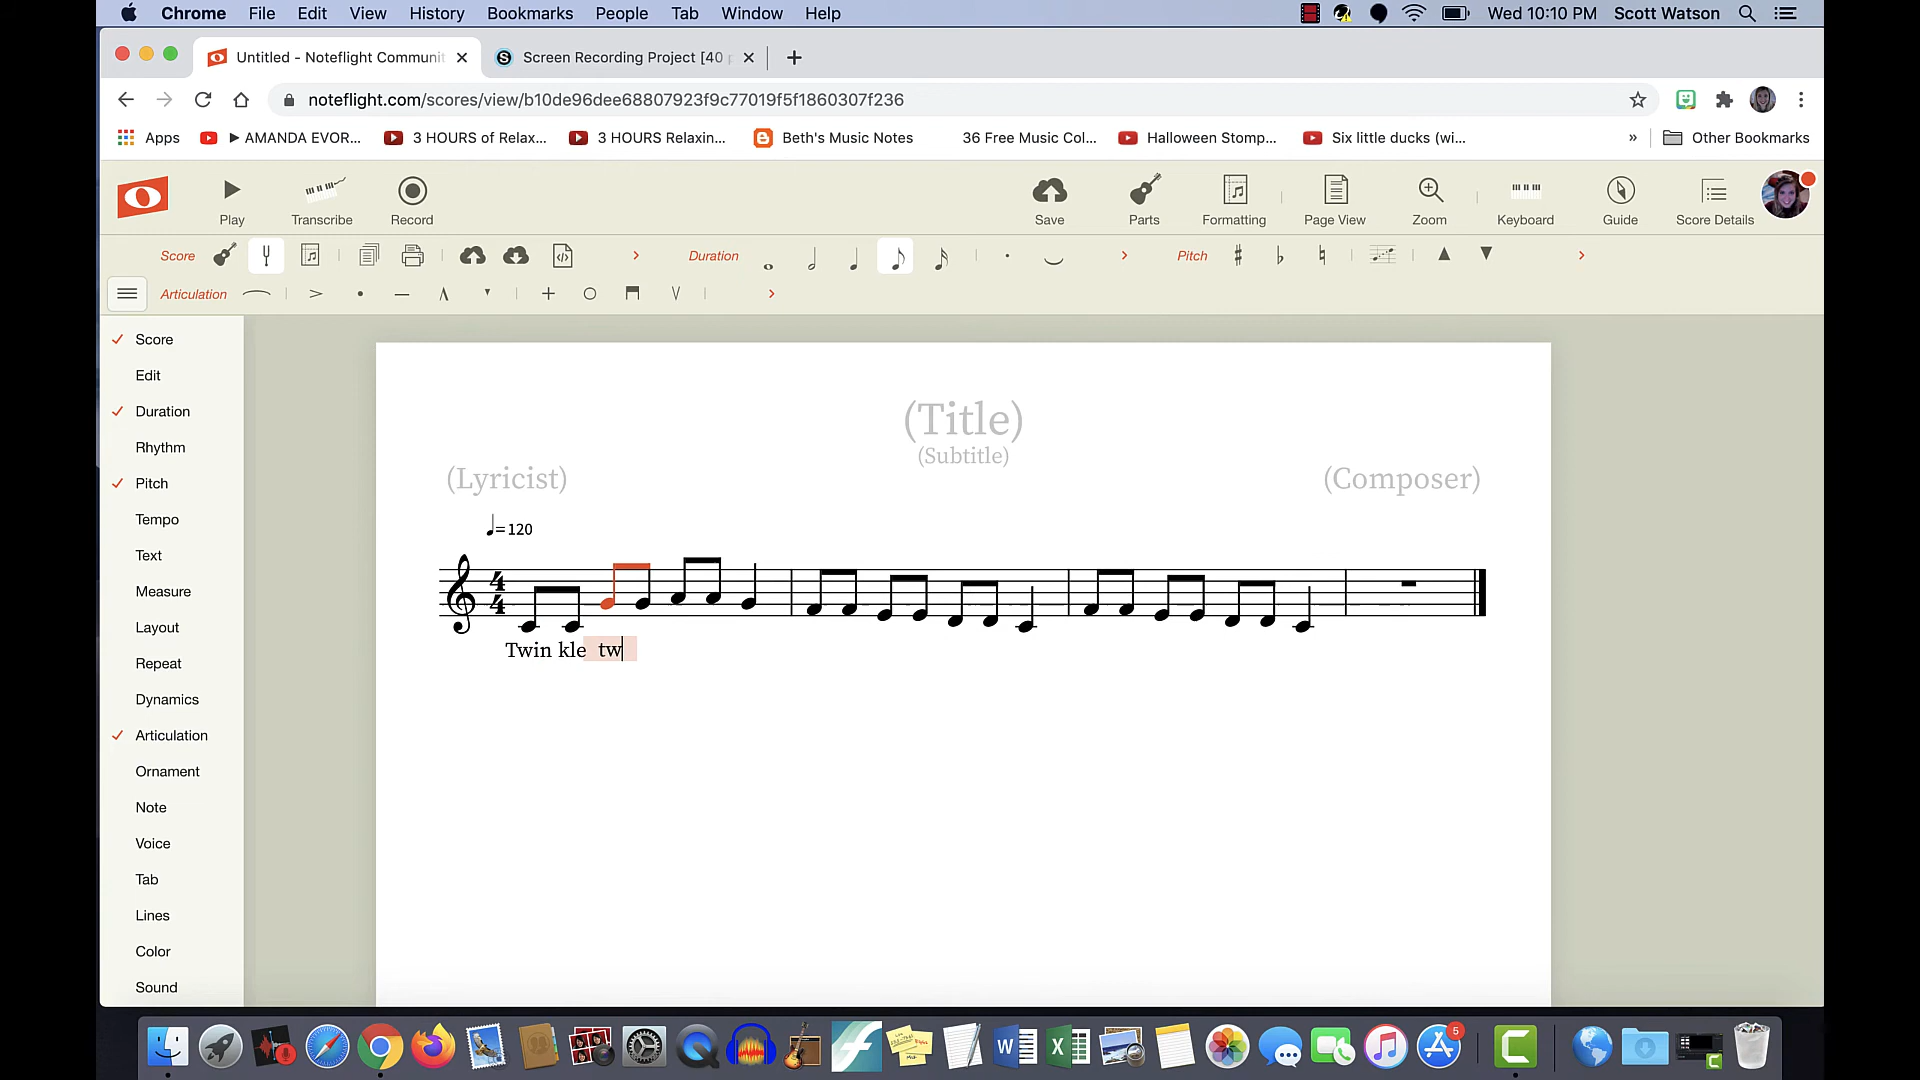 Chrome File Edit View History Bookmarks People Tab Window Help Wed 10:10 PM Scott Watson
Untitled - Noteflight Communit Screen Recording Project [40 p
noteflight.com/scores/view/b10de96dee68807923f9c77019f5f1860307f236
Apps ▶ AMANDA EVOR... 3 HOURS of Relax... 3 HOURS Relaxin... Beth's Music Notes 36 Free Music Col... Halloween Stomp... Six little ducks (wi... » Other Bookmarks
Play Transcribe Record Save Parts Formatting Page View Zoom Keyboard Guide Score Details
Score Duration Pitch
Articulation
Score
Edit
Duration
Rhythm
Pitch
Tempo
Text
Measure
Layout
Repeat
Dynamics
Articulation
Ornament
Note
Voice
Tab
Lines
Color
Sound
(Title)
(Subtitle)
(Lyricist) (Composer)
=120
4
4
Twin kle tw
5